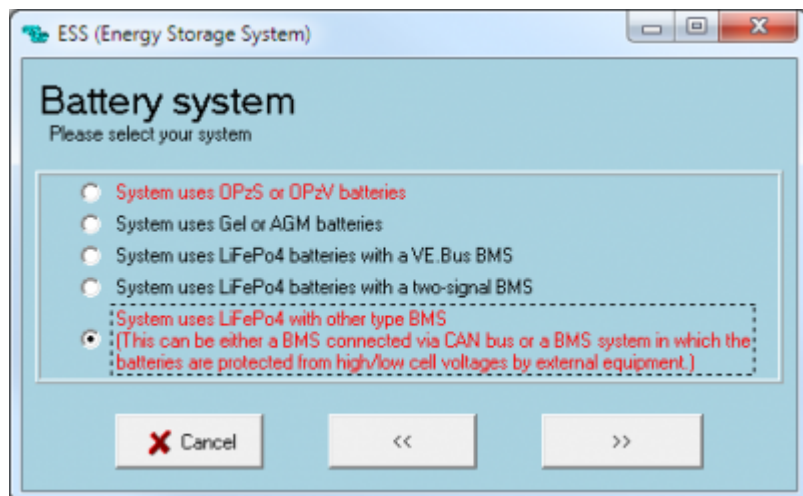 ESS (Energy Storage System)
Battery system
Please select your system
System uses OPzS or OPzV batteries
System uses Gel or AGM batteries
System uses LiFePo4 batteries with a VE.Bus BMS
System uses LiFePo4 batteries with a two-signal BMS
System uses LiFePo4 with other type BMS
(This can be either a BMS connected via CAN bus or a BMS system in which the
batteries are protected from high/low cell voltages by external equipment.)
Cancel
<<
>>